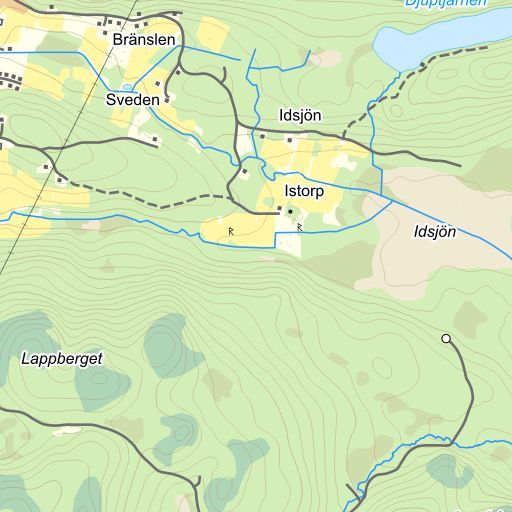 Djuptjärnen
Bränslen
Sveden
Idsjön
Istorp
Idsjön
Lappberget